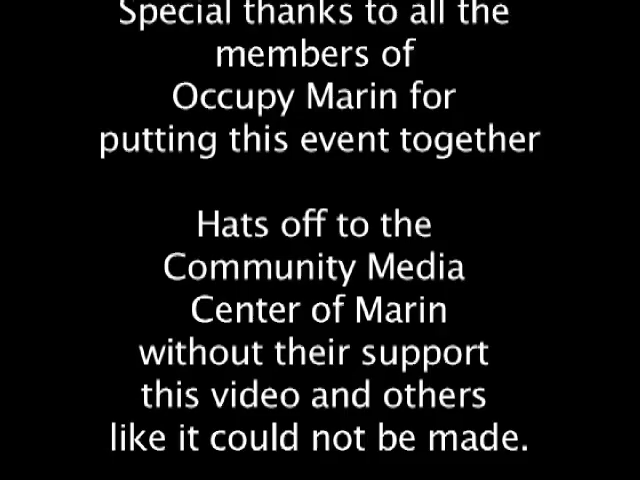 Special thanks to all the
members of
Occupy Marin for
putting this event together
Hats off to the
Community Media
Center of Marin
without their support
this video and others
like it could not be made.